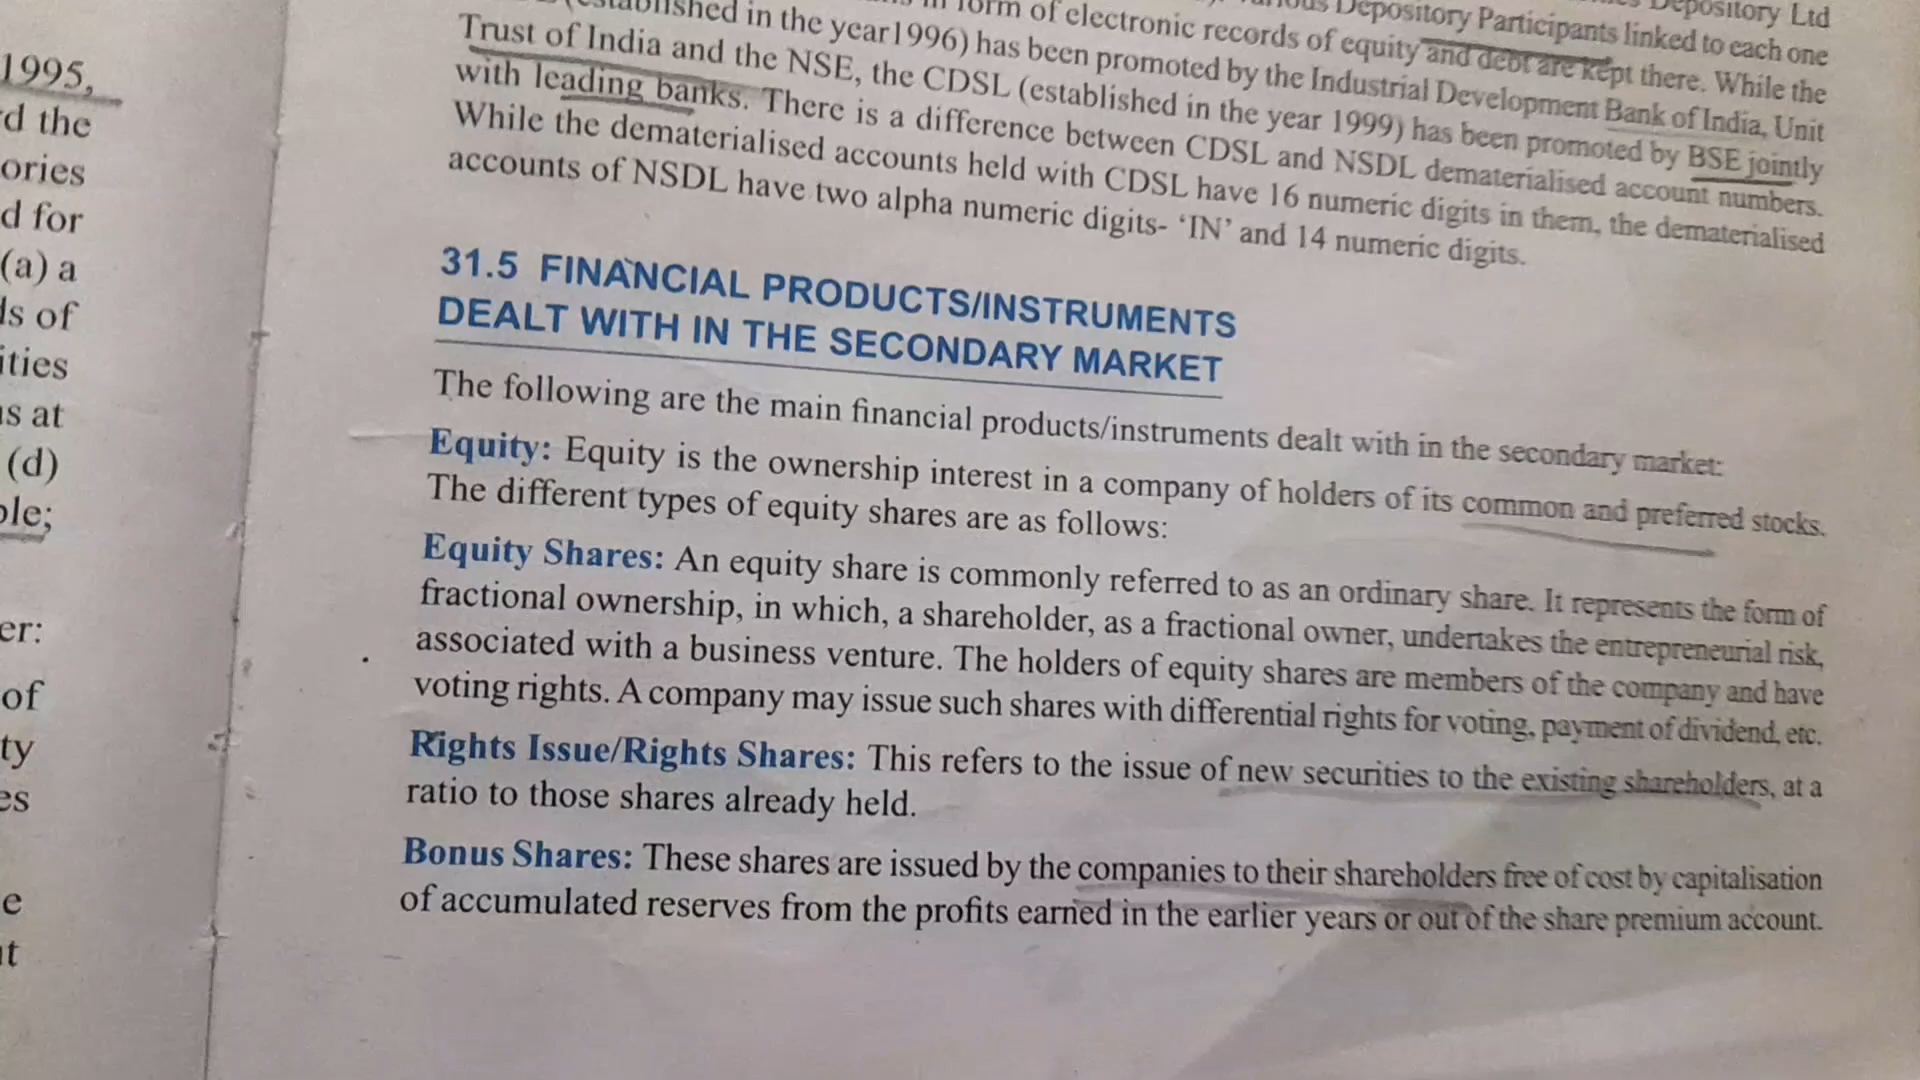 1995,
d the
ories
d for
(a) a
ls of
ities
as at
(d)
ble;
er:
of
ty
es
e
at
Depository Ltd
Depository Participants linked to each one
in the year1996) has been promoted by the Industrial Development Bank of India, Unit
form of electronic records of equity and debt are kept there. While the
Trust of India and the NSE, the CDSL (established in the year 1999) has been promoted by BSE jointly
with leading banks. There is a difference between CDSL and NSDL dematerialised account numbers.
While the dematerialised accounts held with CDSL have 16 numeric digits in them, the dematerialised
accounts of NSDL have two alpha numeric digits- ‘IN’ and 14 numeric digits.
31.5 FINANCIAL PRODUCTS/INSTRUMENTS
DEALT WITH IN THE SECONDARY MARKET
The following are the main financial products/instruments dealt with in the secondary market:
Equity: Equity is the ownership interest in a company of holders of its common and preferred stocks.
The different types of equity shares are as follows:
Equity Shares: An equity share is commonly referred to as an ordinary share. It represents the form of
fractional ownership, in which, a shareholder, as a fractional owner, undertakes the entrepreneurial risk,
associated with a business venture. The holders of equity shares are members of the company and have
voting rights. A company may issue such shares with differential rights for voting, payment of dividend, etc.
Rights Issue/Rights Shares: This refers to the issue of new securities to the existing shareholders, at a
ratio to those shares already held.
Bonus Shares: These shares are issued by the companies to their shareholders free of cost by capitalisation
of accumulated reserves from the profits earned in the earlier years or out of the share premium account.